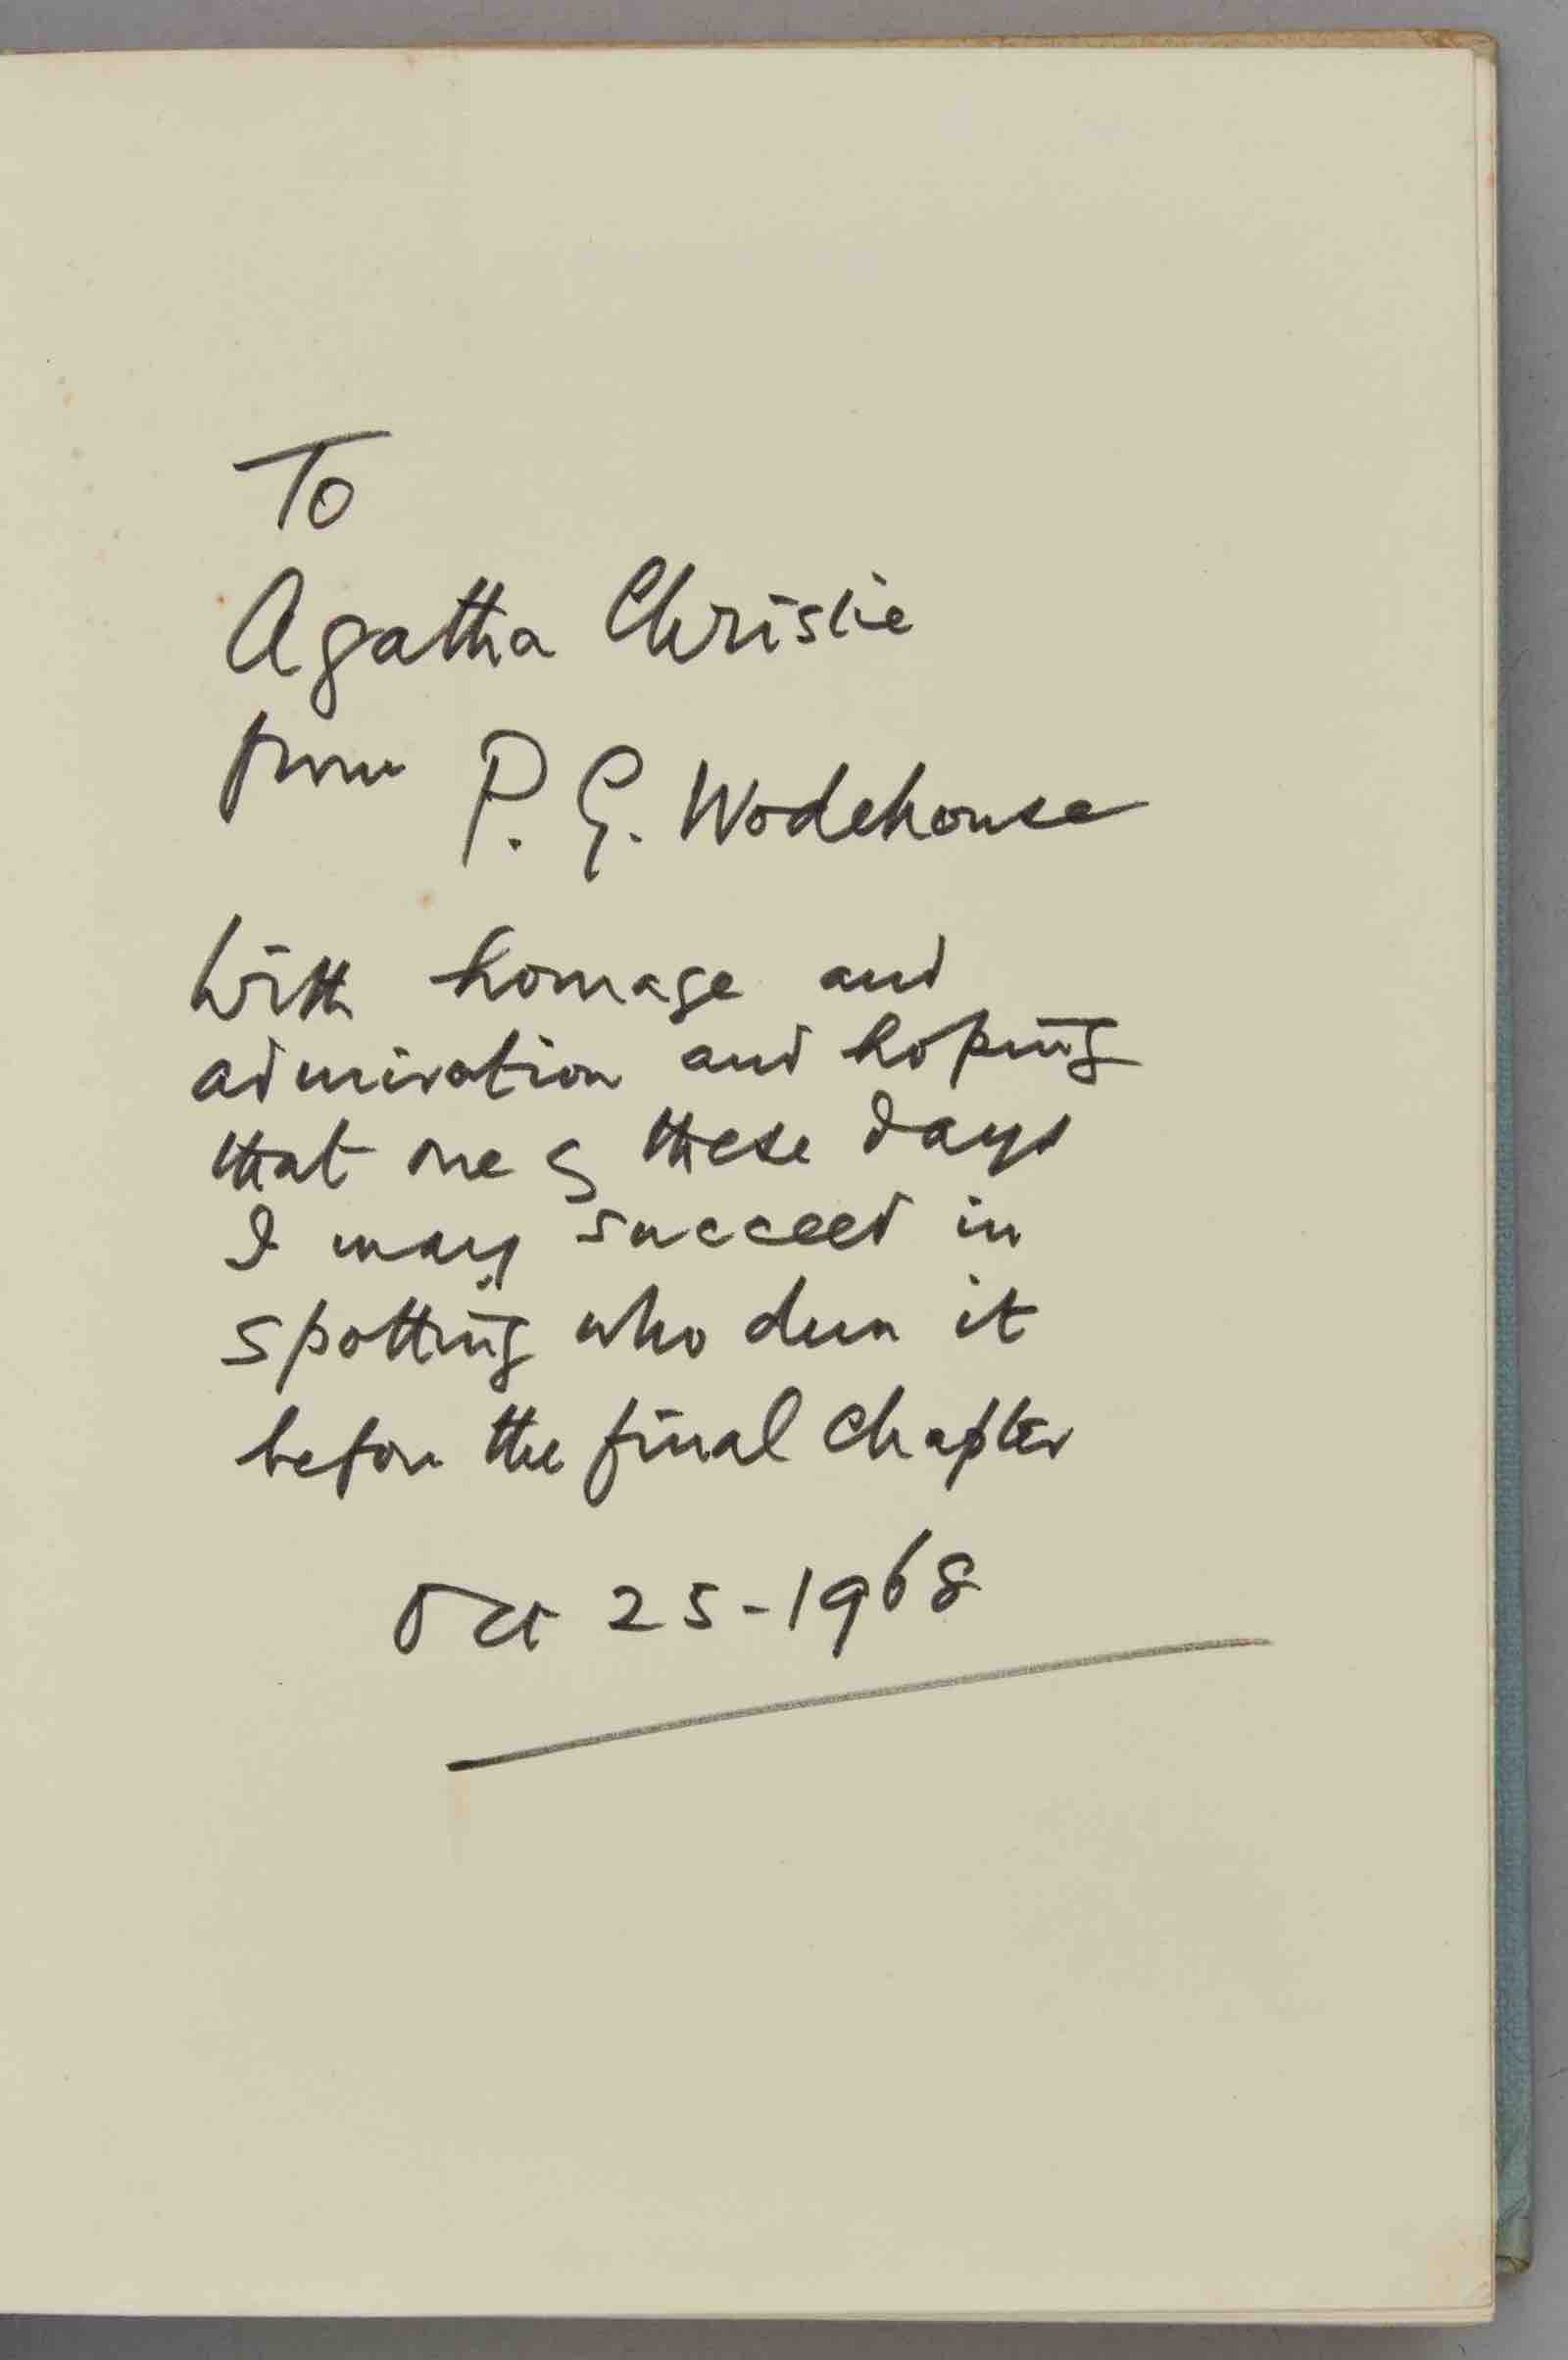 To
Agatha Christie
from P. G. Wodehouse
With homage and
admiration and hoping
that one of these days
I may succeed in
spotting who dun it
before the final chapter
Oct 25-1968